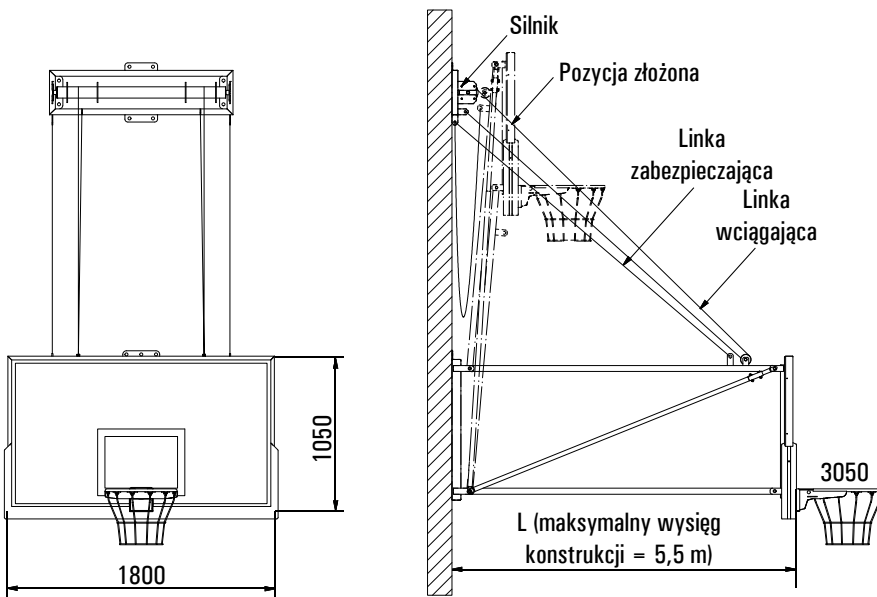 Silnik
Pozycja złożona
Linka
zabezpieczająca
Linka
wciągająca
1050
1800
3050
L (maksymalny wysięg
konstrukcji = 5,5 m)